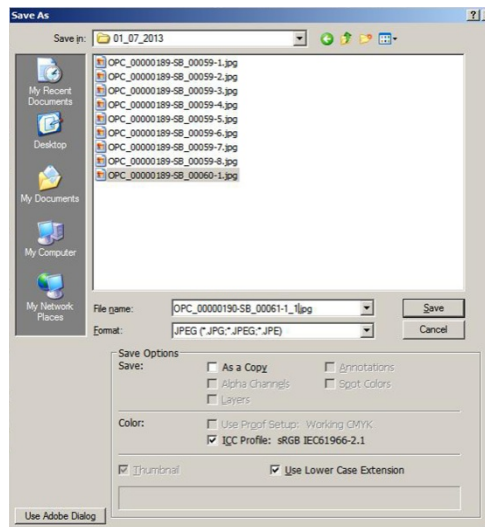 Save As
?
Save in: 01_07_2013
My Recent Documents
Desktop
My Documents
My Computer
My Network Places
OPC_00000189-SB_00059-1.jpg
OPC_00000189-SB_00059-2.jpg
OPC_00000189-SB_00059-3.jpg
OPC_00000189-SB_00059-4.jpg
OPC_00000189-SB_00059-5.jpg
OPC_00000189-SB_00059-6.jpg
OPC_00000189-SB_00059-7.jpg
OPC_00000189-SB_00059-8.jpg
OPC_00000189-SB_00060-1.jpg
File name: OPC_00000190-SB_00061-1_1.jpg
Save
Format: JPEG (*.JPG;*.JPEG;*.JPE)
Cancel
Save Options
Save: As a Copy Annotations
Alpha Channels Spot Colors
Layers
Color: Use Proof Setup: Working CMYK
ICC Profile: sRGB IEC61966-2.1
Thumbnail Use Lower Case Extension
Use Adobe Dialog